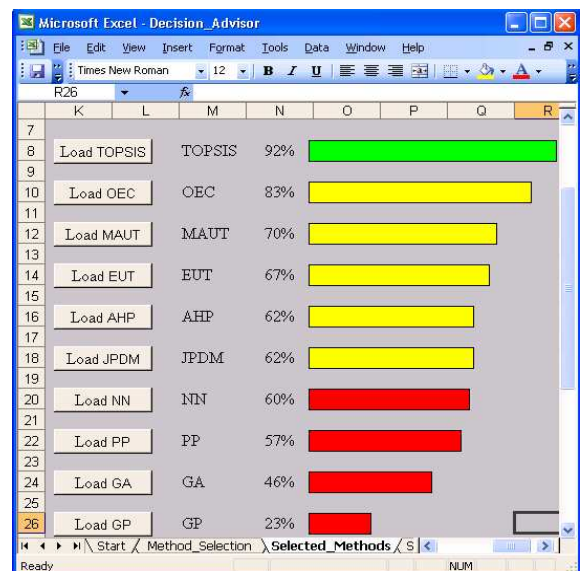 Microsoft Excel - Decision_Advisor
File Edit View Insert Format Tools Data Window Help
Times New Roman 12 B I U A
R26 fx
K L M N O P Q R
7
8 Load TOPSIS TOPSIS 92%
9
10 Load OEC OEC 83%
11
12 Load MAUT MAUT 70%
13
14 Load EUT EUT 67%
15
16 Load AHP AHP 62%
17
18 Load JPDM JPDM 62%
19
20 Load NN NN 60%
21
22 Load PP PP 57%
23
24 Load GA GA 46%
25
26 Load GP GP 23%
Start Method_Selection Selected_Methods S
Ready NUM